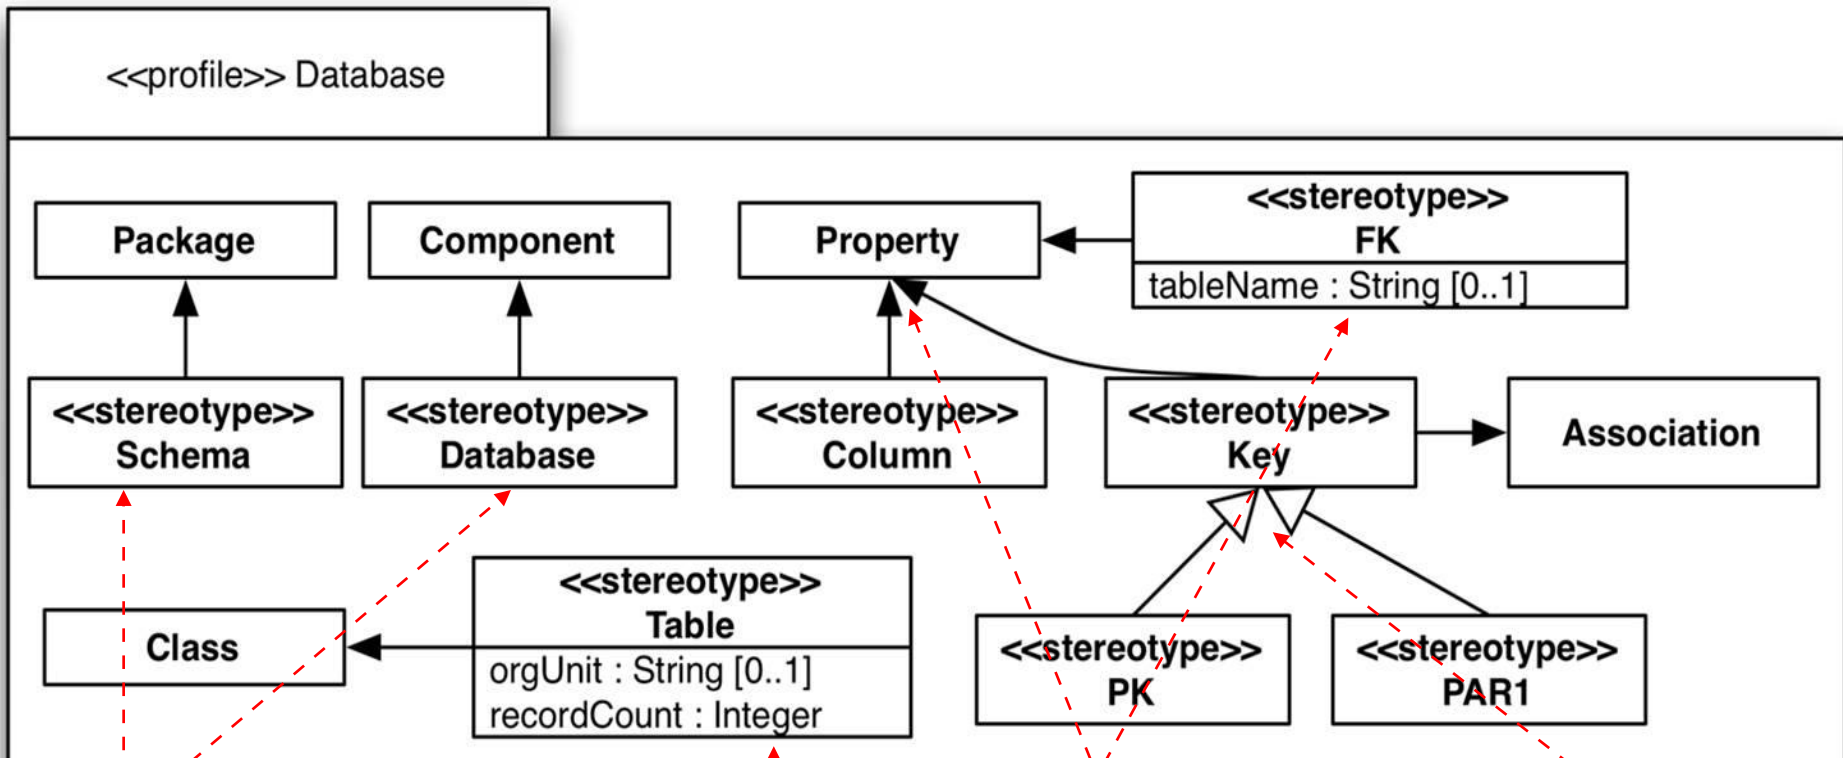 <<profile>> Database
Package
Component
Property
<<stereotype>>
FK
tableName : String [0..1]
<<stereotype>>
Schema
<<stereotype>>
Database
<<stereotype>>
Column
<<stereotype>>
Key
Association
Class
<<stereotype>>
Table
orgUnit : String [0..1]
recordCount : Integer
<<stereotype>>
PK
<<stereotype>>
PAR1